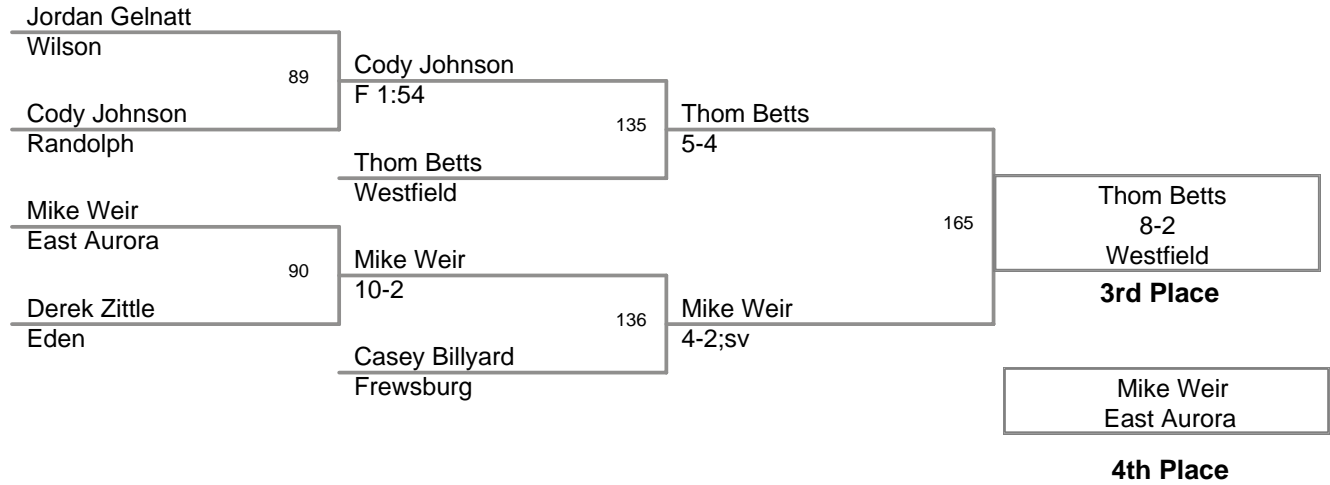 Jordan Gelnatt
Wilson
89
Cody Johnson
F 1:54
Cody Johnson
Randolph
135
Thom Betts
5-4
Thom Betts
Westfield
Mike Weir
East Aurora
165
Thom Betts
8-2
Westfield
3rd Place
90
Mike Weir
10-2
Derek Zittle
Eden
136
Mike Weir
4-2;sv
Casey Billyard
Frewsburg
Mike Weir
East Aurora
4th Place